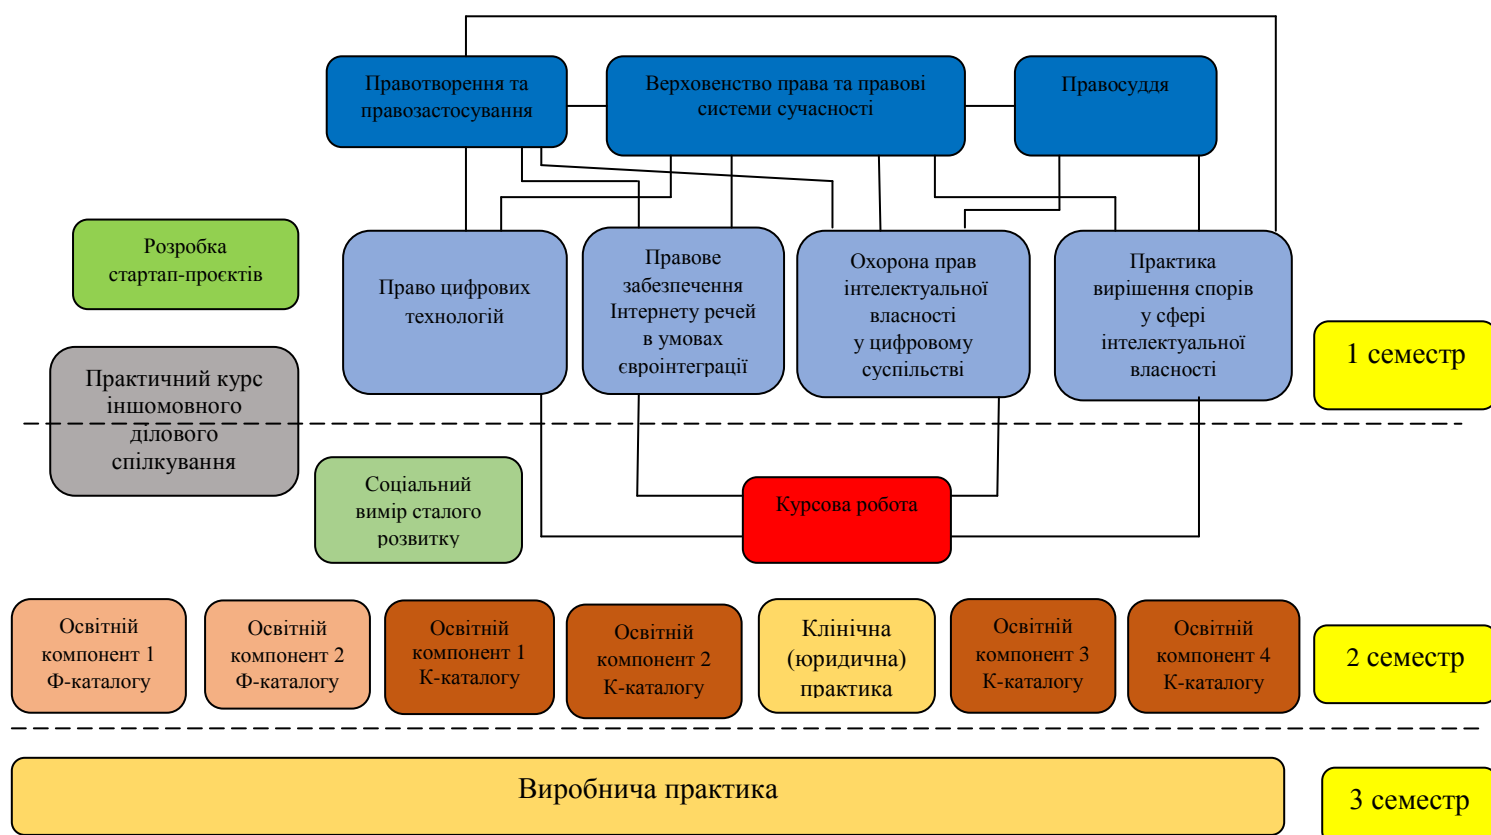 Правотворення та
правозастосування
Верховенство права та правові
системи сучасності
Правосуддя
Розробка
стартап-проєктів
Право цифрових
технологій
Правове
забезпечення
Інтернету речей
в умовах
євроінтеграції
Охорона прав
інтелектуальної
власності
у цифровому
суспільстві
Практика
вирішення спорів
у сфері
інтелектуальної
власності
1 семестр
Практичний курс
іншомовного
ділового
спілкування
Соціальний
вимір сталого
розвитку
Курсова робота
Освітній
компонент 1
Ф-каталогу
Освітній
компонент 2
Ф-каталогу
Освітній
компонент 1
К-каталогу
Освітній
компонент 2
К-каталогу
Клінічна
(юридична)
практика
Освітній
компонент 3
К-каталогу
Освітній
компонент 4
К-каталогу
2 семестр
Виробнича практика
3 семестр